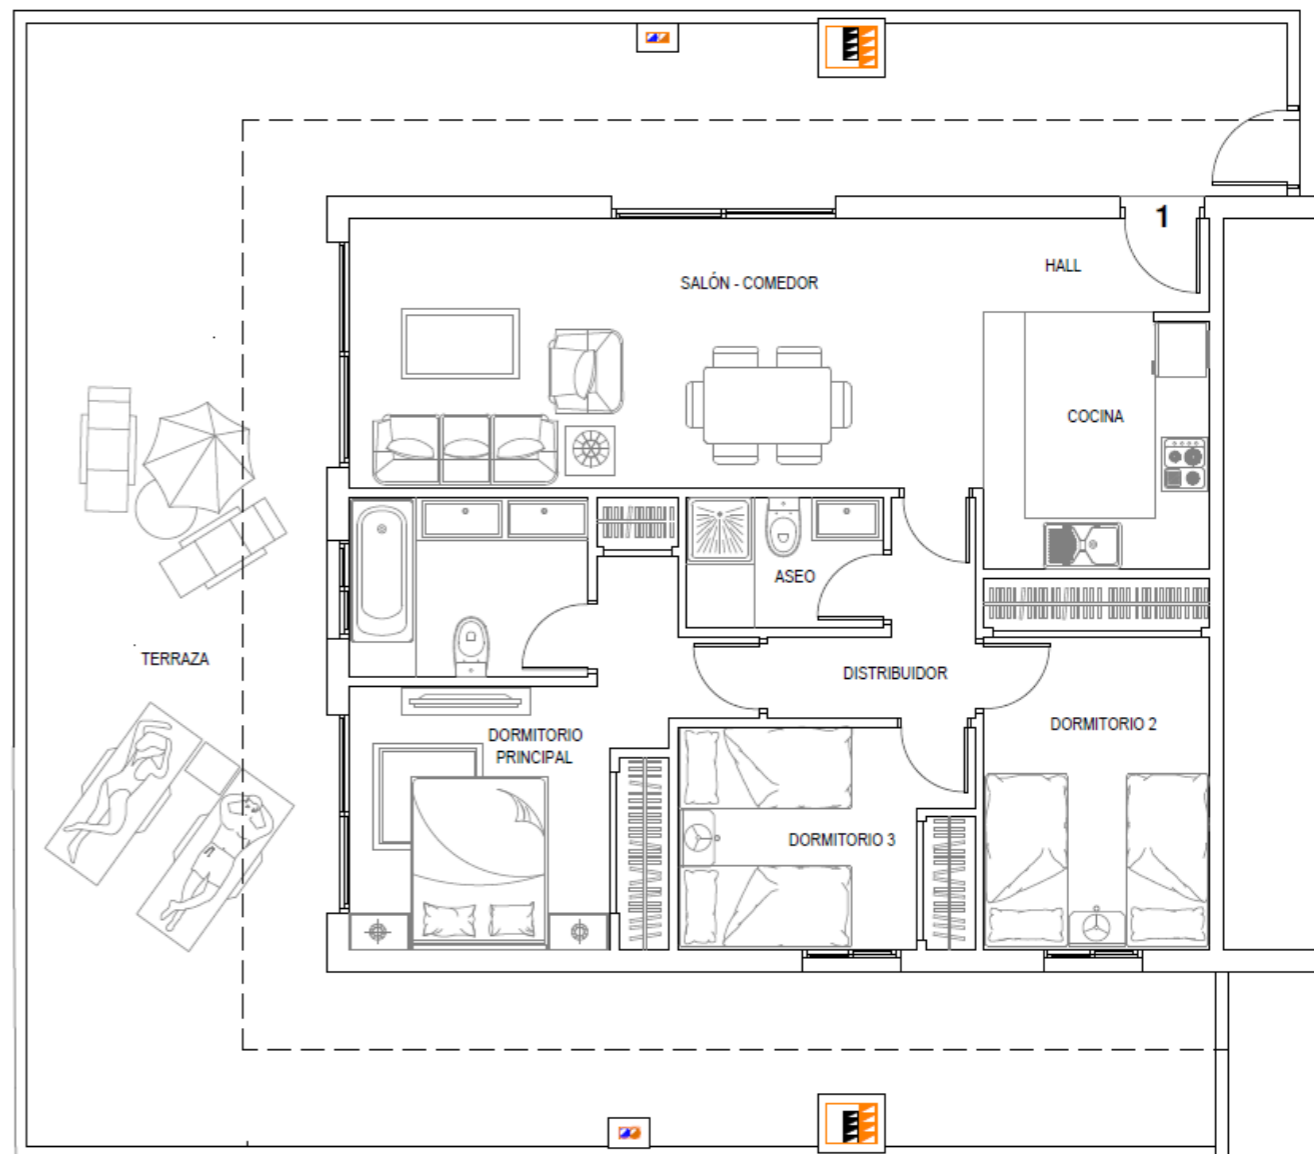 1
HALL
SALÓN - COMEDOR
COCINA
ASEO
TERRAZA
DISTRIBUIDOR
DORMITORIO 2
DORMITORIO
PRINCIPAL
DORMITORIO 3